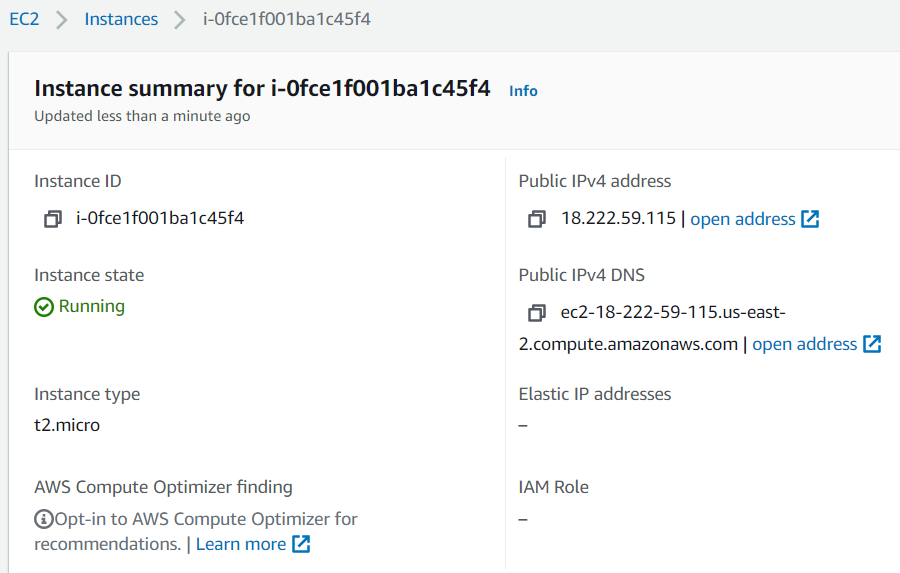 EC2 > Instances > i-0fce1f001ba1c45f4
Instance summary for i-0fce1f001ba1c45f4 Info
Updated less than a minute ago
Instance ID
i-0fce1f001ba1c45f4
Instance state
Running
Instance type
t2.micro
AWS Compute Optimizer finding
Opt-in to AWS Compute Optimizer for
recommendations. | Learn more
Public IPv4 address
18.222.59.115 | open address
Public IPv4 DNS
ec2-18-222-59-115.us-east-
2.compute.amazonaws.com | open address
Elastic IP addresses
–
IAM Role
–